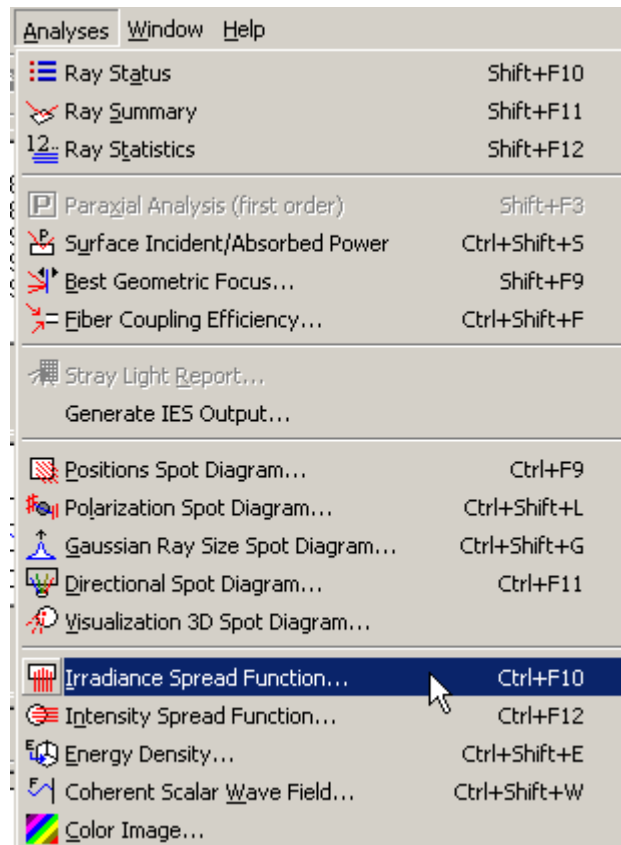 Analyses Window Help
Ray Status Shift+F10
Ray Summary Shift+F11
12.. Ray Statistics Shift+F12
P Paraxial Analysis (first order) Shift+F3
Surface Incident/Absorbed Power Ctrl+Shift+S
Best Geometric Focus... Shift+F9
Fiber Coupling Efficiency... Ctrl+Shift+F
Stray Light Report...
Generate IES Output...
Positions Spot Diagram... Ctrl+F9
Polarization Spot Diagram... Ctrl+Shift+L
Gaussian Ray Size Spot Diagram... Ctrl+Shift+G
Directional Spot Diagram... Ctrl+F11
Visualization 3D Spot Diagram...
Irradiance Spread Function... Ctrl+F10
Intensity Spread Function... Ctrl+F12
E Energy Density... Ctrl+Shift+E
F Coherent Scalar Wave Field... Ctrl+Shift+W
Color Image...